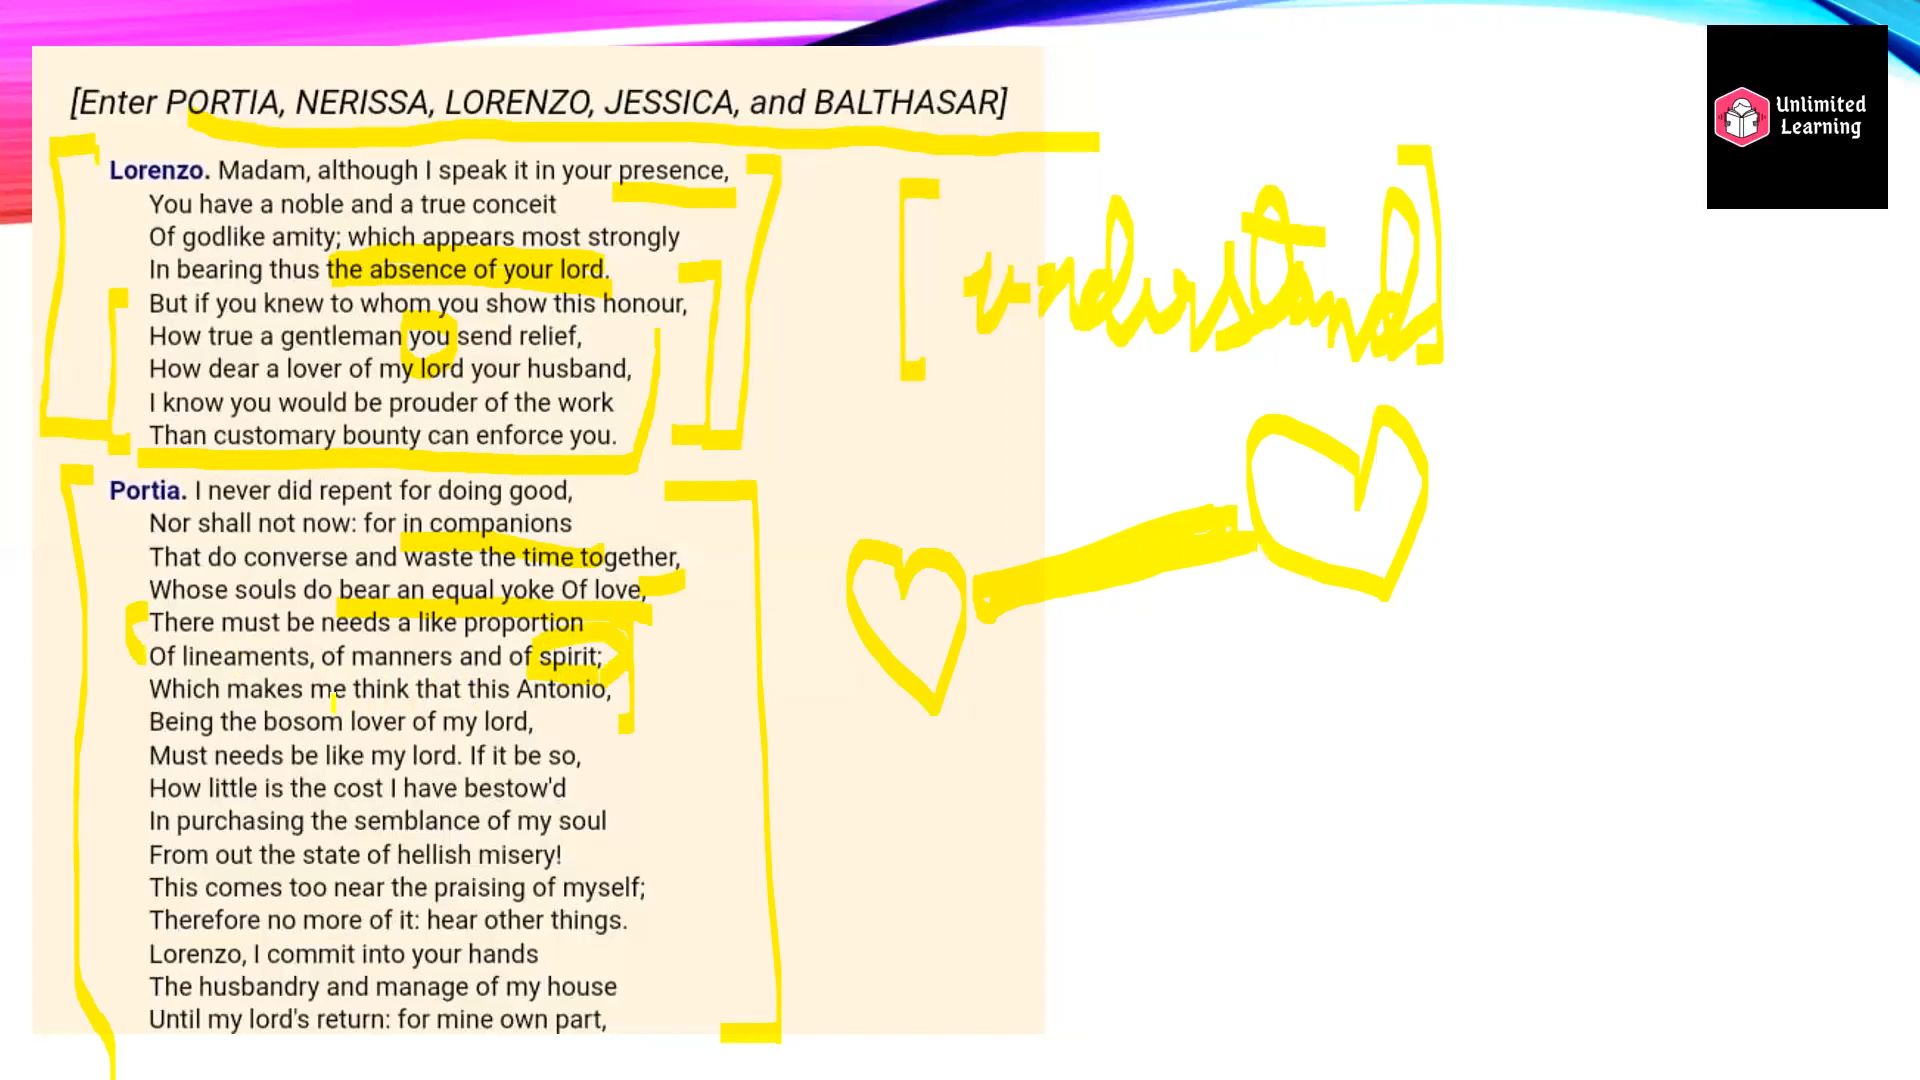 [Enter PORTIA, NERISSA, LORENZO, JESSICA, and BALTHASAR]
Lorenzo. Madam, although I speak it in your presence,
You have a noble and a true conceit
Of godlike amity; which appears most strongly
In bearing thus the absence of your lord.
But if you knew to whom you show this honour,
How true a gentleman you send relief,
How dear a lover of my lord your husband,
I know you would be prouder of the work
Than customary bounty can enforce you.
Portia. I never did repent for doing good,
Nor shall not now: for in companions
That do converse and waste the time together,
Whose souls do bear an equal yoke Of love,
There must be needs a like proportion
Of lineaments, of manners and of spirit;
Which makes me think that this Antonio,
Being the bosom lover of my lord,
Must needs be like my lord. If it be so,
How little is the cost I have bestow'd
In purchasing the semblance of my soul
From out the state of hellish misery!
This comes too near the praising of myself;
Therefore no more of it: hear other things.
Lorenzo, I commit into your hands
The husbandry and manage of my house
Until my lord's return: for mine own part,
[understands]
Unlimited
Learning